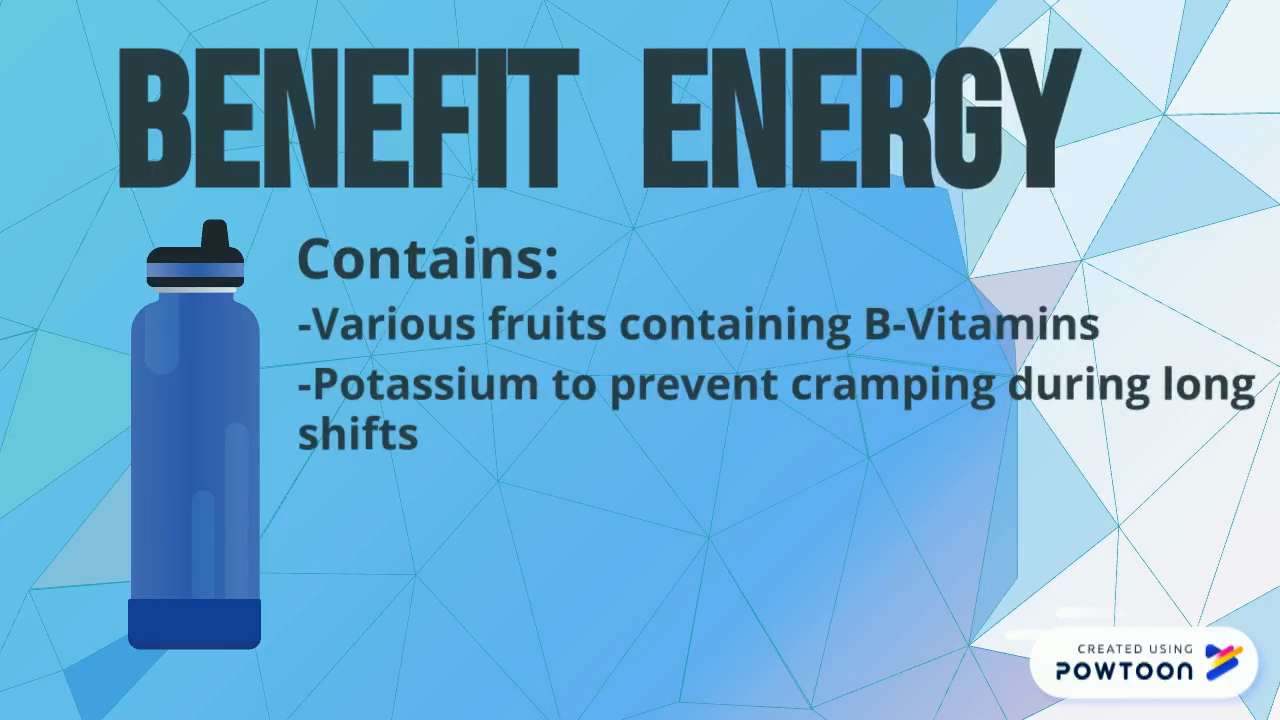 BENEFIT ENERGY
Contains:
-Various fruits containing B-Vitamins
-Potassium to prevent cramping during long
shifts
CREATED USING
POWTOON